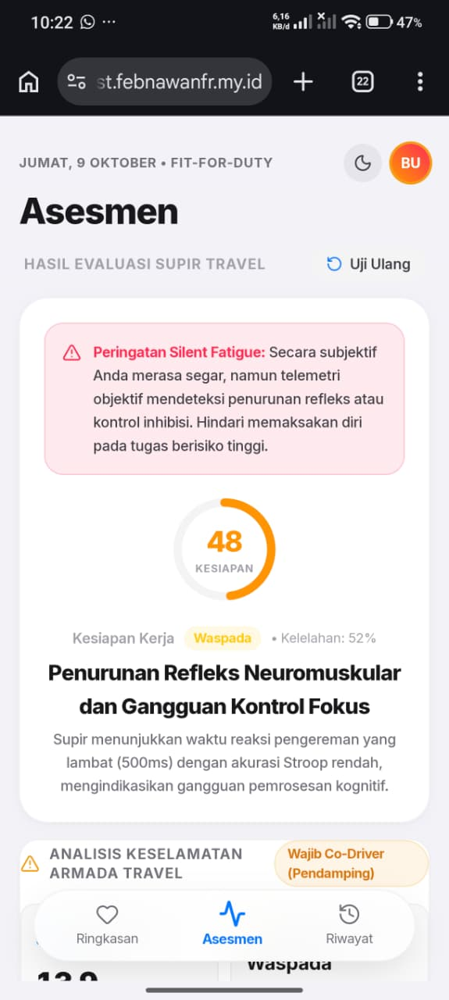 10:22
6,16
KB/d
47%
st.febnawanfr.my.id
22
JUMAT, 9 OKTOBER • FIT-FOR-DUTY
BU
Asesmen
HASIL EVALUASI SUPIR TRAVEL
Uji Ulang
Peringatan Silent Fatigue: Secara subjektif
Anda merasa segar, namun telemetri
objektif mendeteksi penurunan refleks atau
kontrol inhibisi. Hindari memaksakan diri
pada tugas berisiko tinggi.
48
KESIAPAN
Kesiapan Kerja
Waspada
• Kelelahan: 52%
Penurunan Refleks Neuromuskular
dan Gangguan Kontrol Fokus
Supir menunjukkan waktu reaksi pengereman yang
lambat (500ms) dengan akurasi Stroop rendah,
mengindikasikan gangguan pemrosesan kognitif.
ANALISIS KESELAMATAN
ARMADA TRAVEL
Wajib Co-Driver
(Pendamping)
Ringkasan
Asesmen
Riwayat
Waspada